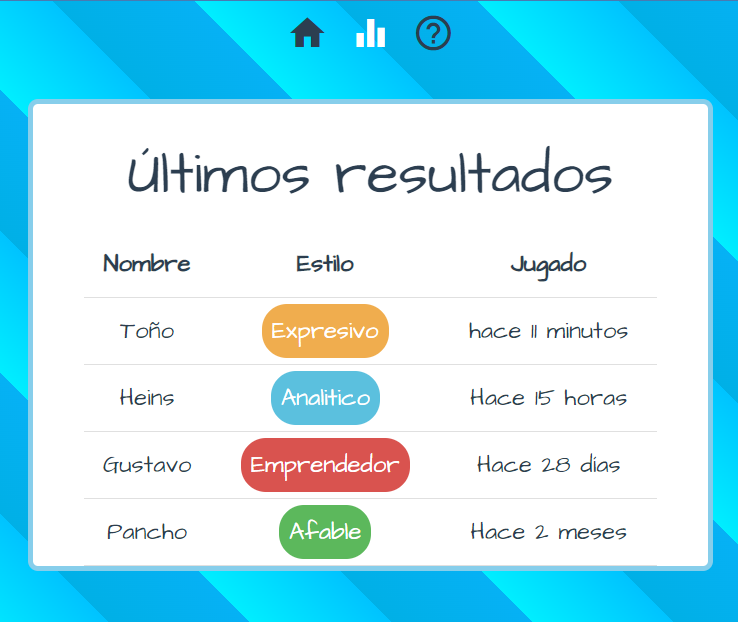 Últimos resultados
Nombre Estilo Jugado
Toño Expresivo hace 11 minutos
Heins Analitico Hace 15 horas
Gustavo Emprendedor Hace 28 días
Pancho Afable Hace 2 meses